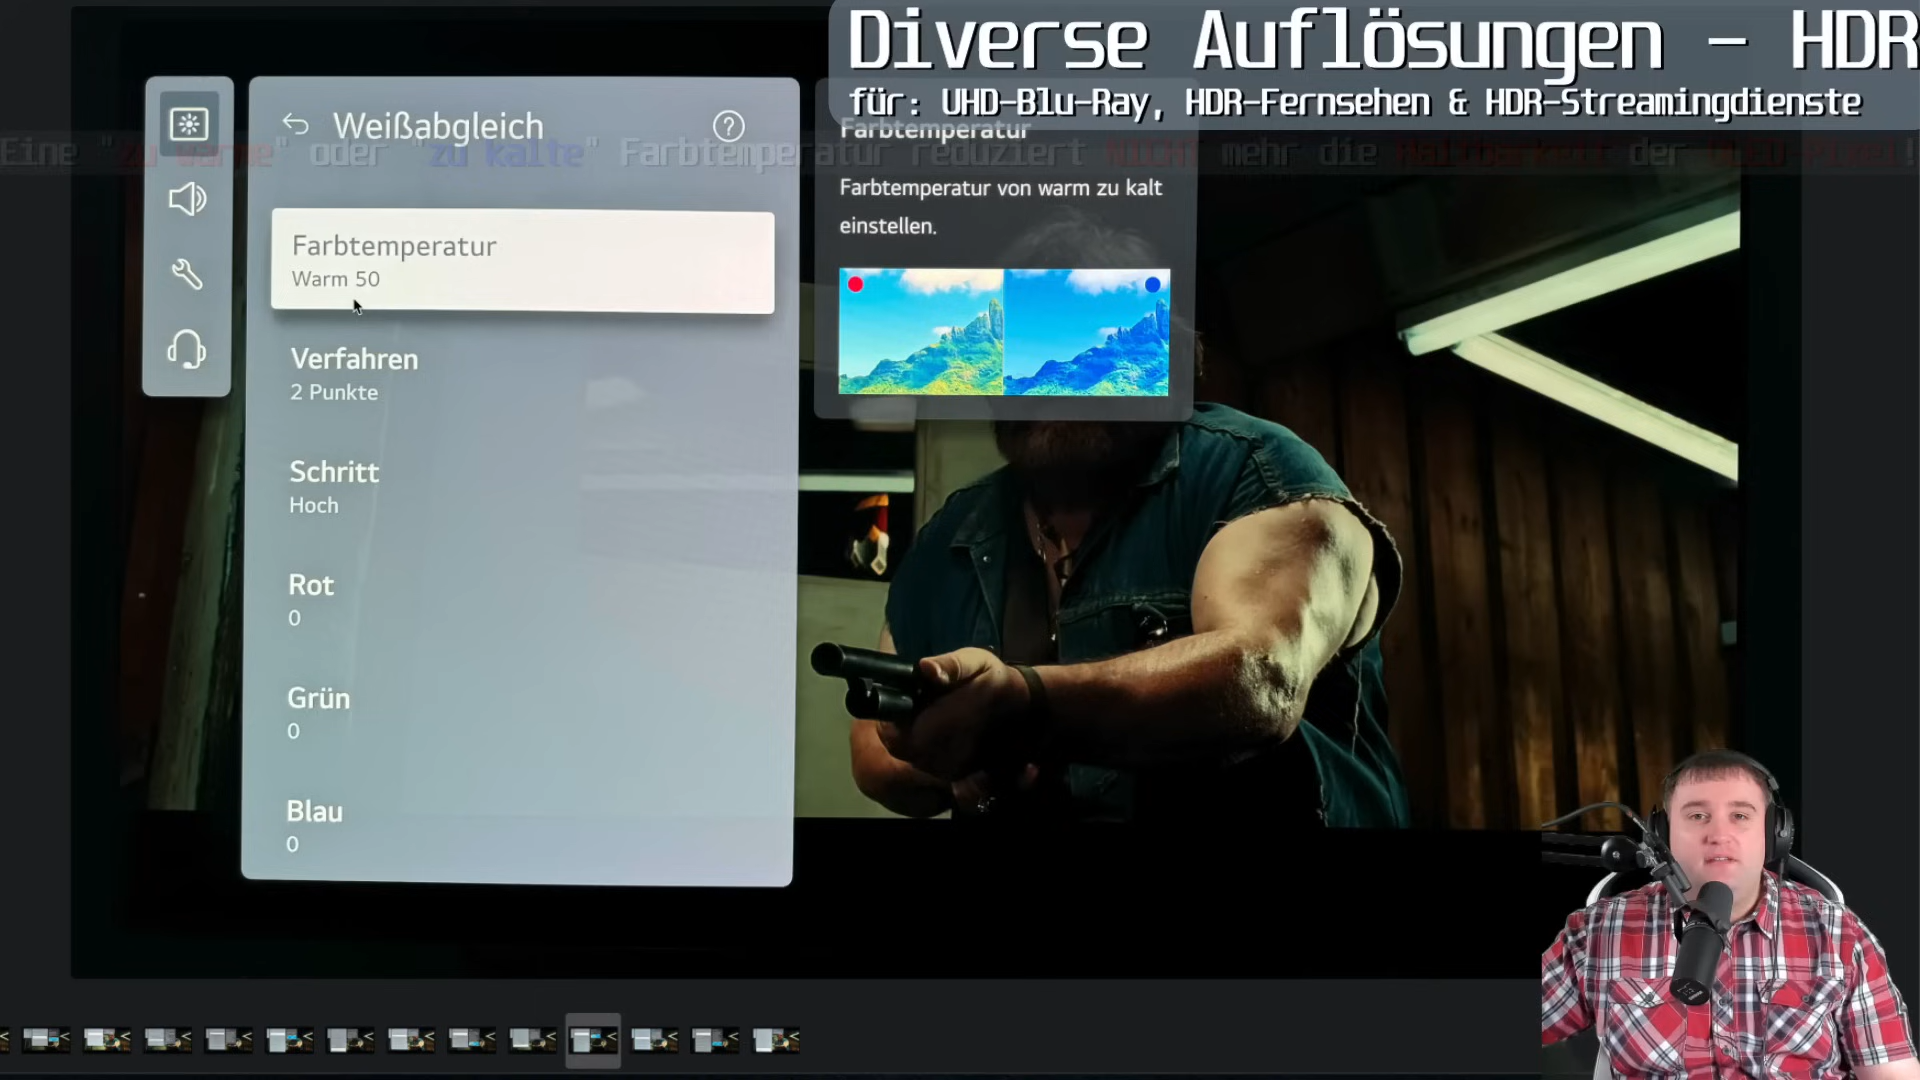 Diverse Auflösungen - HDR
für: UHD-Blu-Ray, HDR-Fernsehen & HDR-Streamingdienste
Eine "zu warme" oder "zu kalte" Farbtemperatur reduziert NICHT mehr die Haltbarkeit der OLED-Pixel!
Weißabgleich
?
Farbtemperatur
Warm 50
Verfahren
2 Punkte
Schritt
Hoch
Rot
0
Grün
0
Blau
0
Farbtemperatur
Farbtemperatur von warm zu kalt
einstellen.